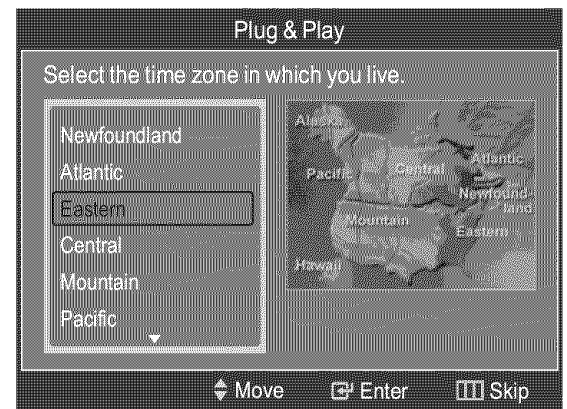 Plug & Play
Select the time zone in which you live.
Newfoundland
Atlantic
Eastern
Central
Mountain
Pacific
Alaska
Pacific
Central
Atlantic
Newfound-
land
Mountain
Eastern
Hawaii
Move Enter Skip